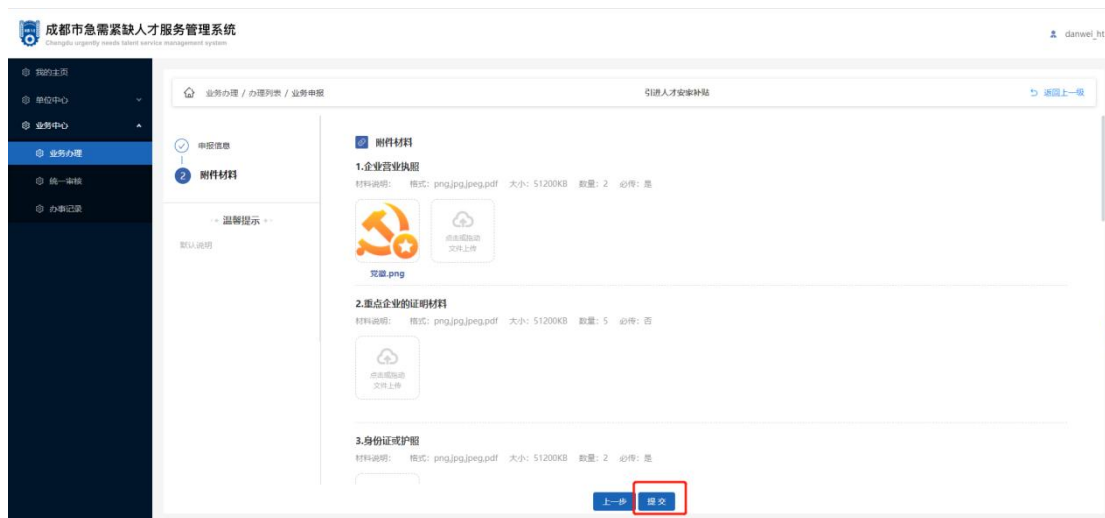 成都市急需紧缺人才服务管理系统
Chengdu urgently needs talent service management system
danwei_ht
我的主页
单位中心
业务中心
业务办理
统一审核
办事记录
业务办理 / 办理列表 / 业务申报
引进人才安家补贴
返回上一级
申报信息
2 附件材料
温馨提示
默认说明
附件材料
1.企业营业执照
材料说明: 格式: png,jpg,jpeg,pdf 大小: 51200KB 数量: 2 必传: 是
点击或拖动
文件上传
党徽.png
2.重点企业的证明材料
材料说明: 格式: png,jpg,jpeg,pdf 大小: 51200KB 数量: 5 必传: 否
点击或拖动
文件上传
3.身份证或护照
材料说明: 格式: png,jpg,jpeg,pdf 大小: 51200KB 数量: 2 必传: 是
上一步
提交